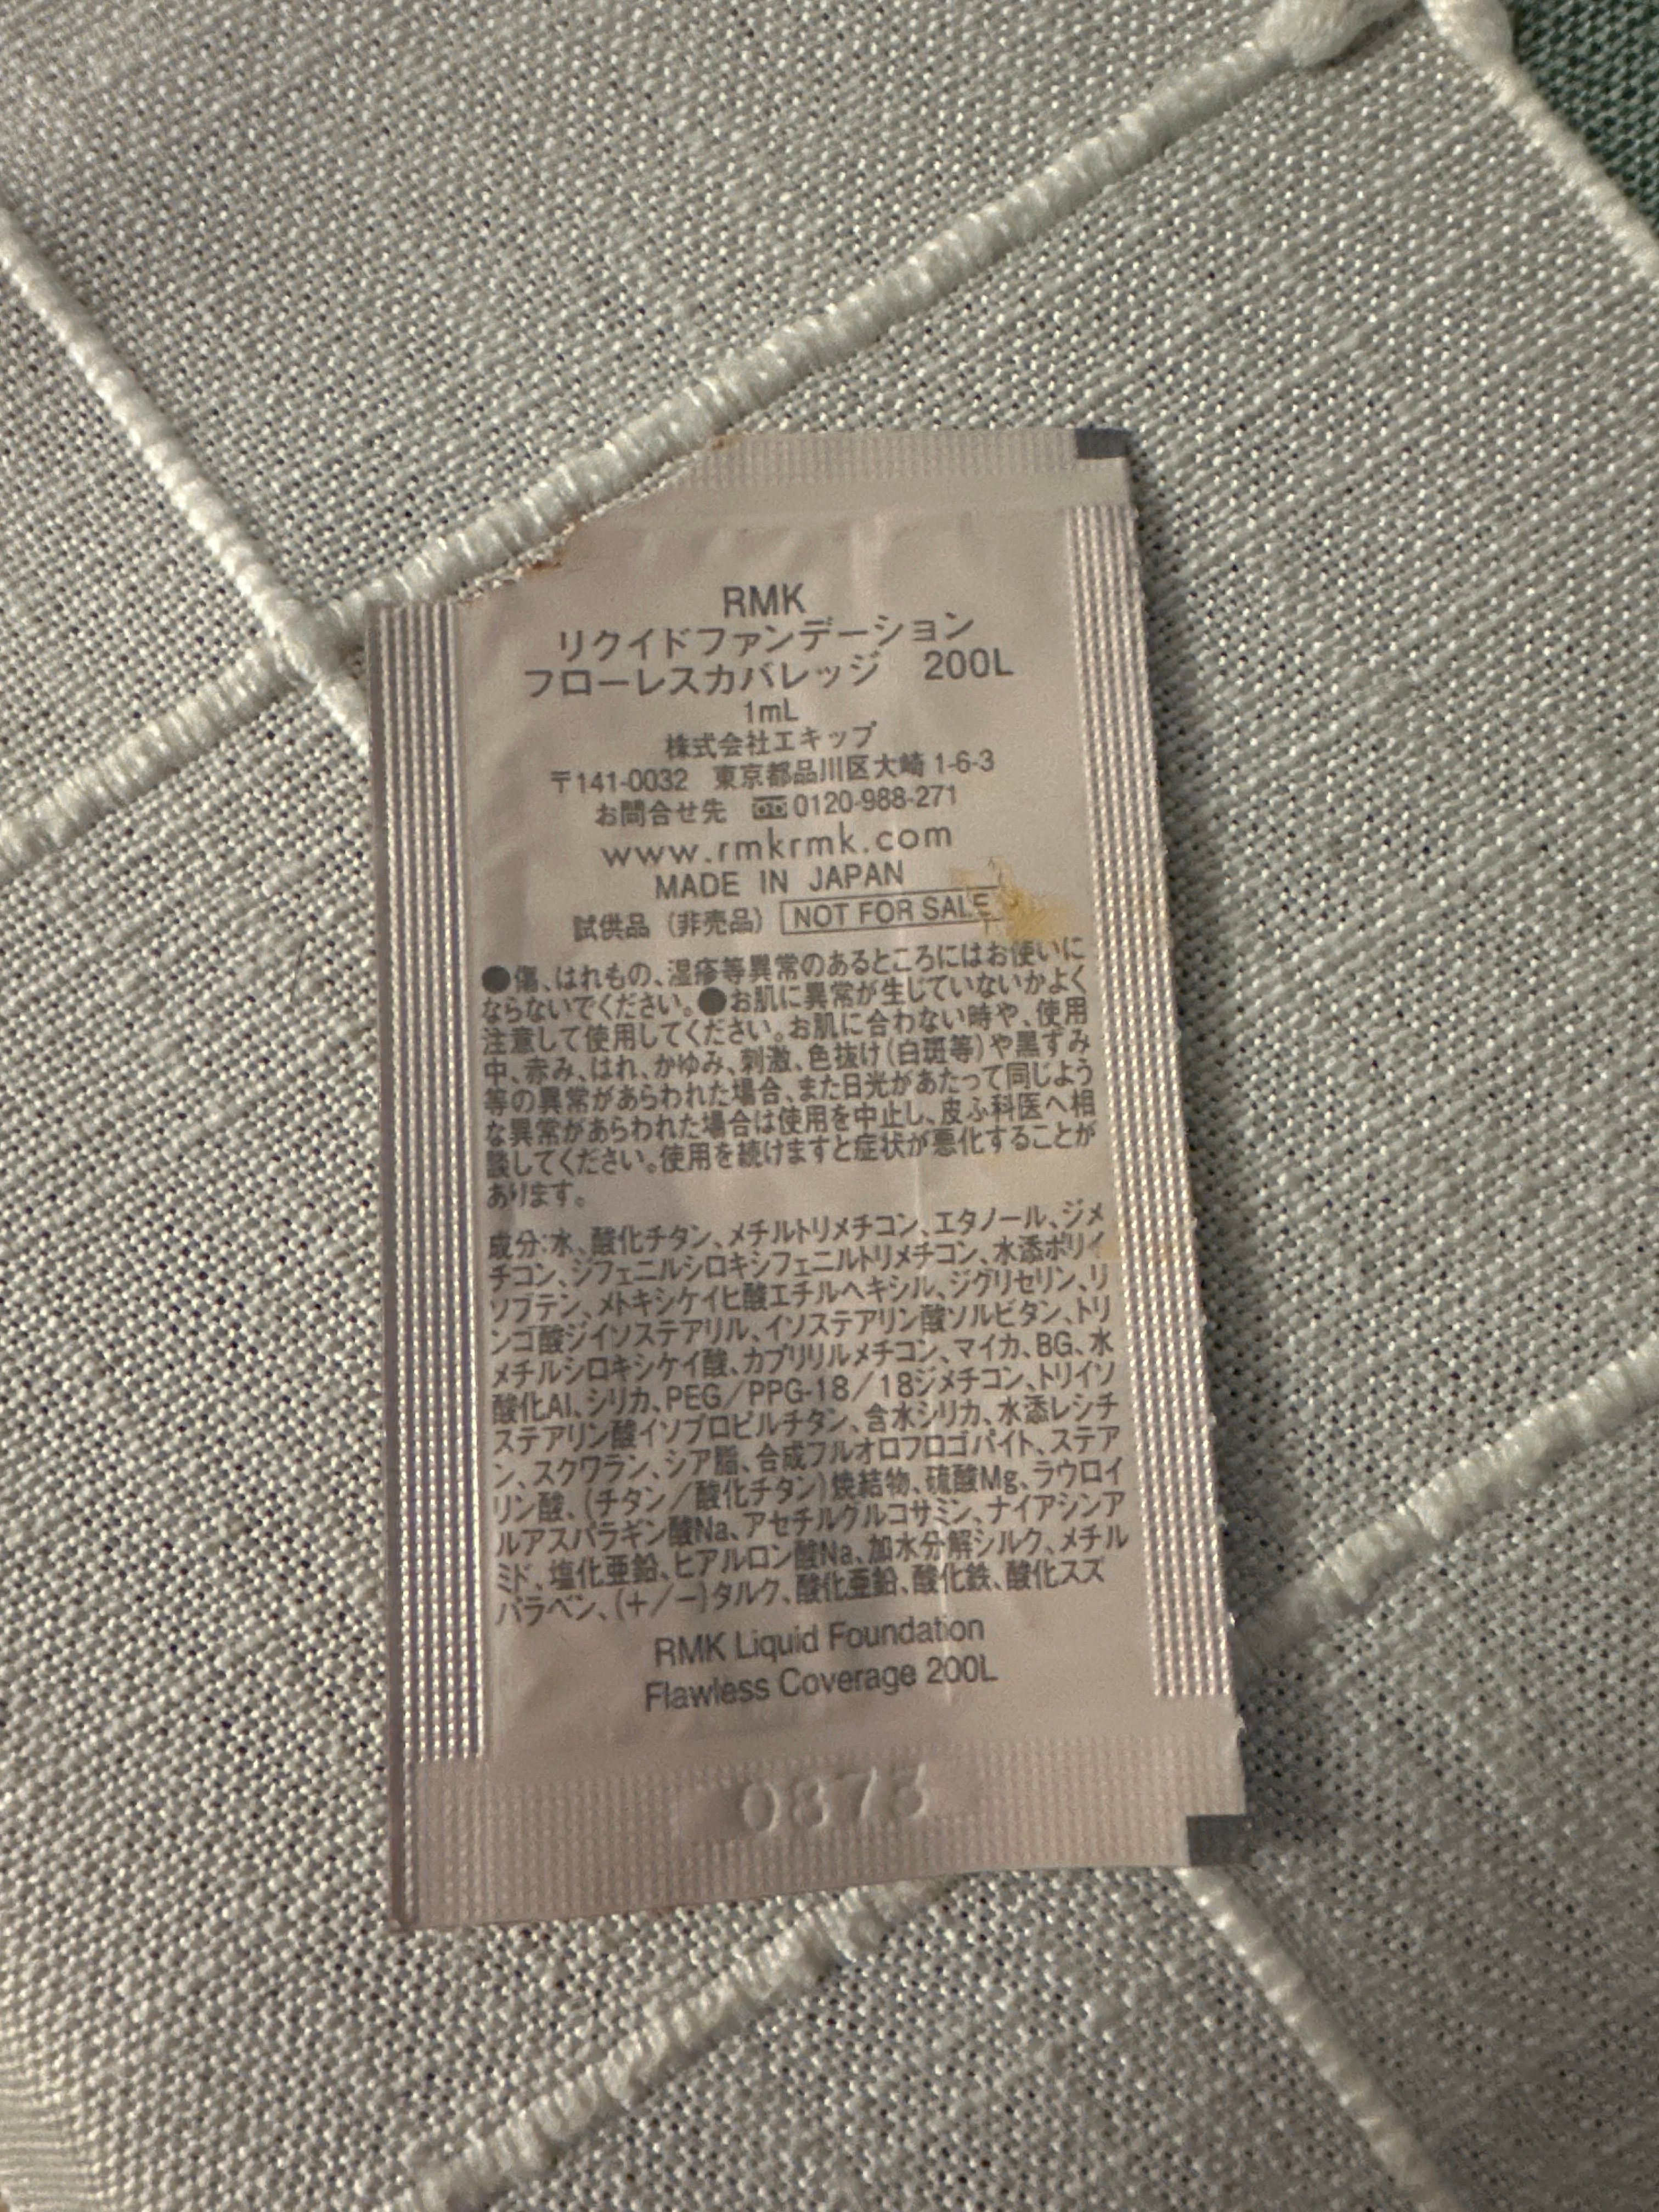 RMK
リクイドファンデーション
フローレスカバレッジ 200L
1mL
株式会社エキップ
〒141-0032 東京都品川区大崎 1-6-3
お問合せ先 0120-988-271
www.rmkrmk.com
MADE IN JAPAN
試供品（非売品） NOT FOR SALE
●傷、はれもの、湿疹等異常のあるところにはお使いに
ならないでください。●お肌に異常が生じていないかよく
注意して使用してください。お肌に合わない時や、使用
中、赤み、はれ、かゆみ、刺激、色抜け（白斑等）や黒ずみ
等の異常があらわれた場合、また日光があたって同じよう
な異常があらわれた場合は使用を中止し、皮ふ科医へ相
談してください。使用を続けますと症状が悪化することが
あります。
成分：水、酸化チタン、メチルトリメチコン、エタノール、ジメ
チコン、ジフェニルシロキシフェニルトリメチコン、水添ポリイ
ソブテン、メトキシケイヒ酸エチルヘキシル、ジグリセリン、リ
ンゴ酸ジイソステアリル、イソステアリン酸ソルビタン、トリ
メチルシロキシケイ酸、カプリリルメチコン、マイカ、BG、水
酸化Al、シリカ、PEG／PPG-18／18ジメチコン、トリイソ
ステアリン酸イソプロピルチタン、含水シリカ、水添レシチ
ン、スクワラン、シア脂、合成フルオロフロゴパイト、ステア
リン酸、（チタン／酸化チタン）焼結物、硫酸Mg、ラウロイ
ルアスパラギン酸Na、アセチルグルコサミン、ナイアシンア
ミド、塩化亜鉛、ヒアルロン酸Na、加水分解シルク、メチル
パラベン、（＋／－）タルク、酸化亜鉛、酸化鉄、酸化スズ
RMK Liquid Foundation
Flawless Coverage 200L